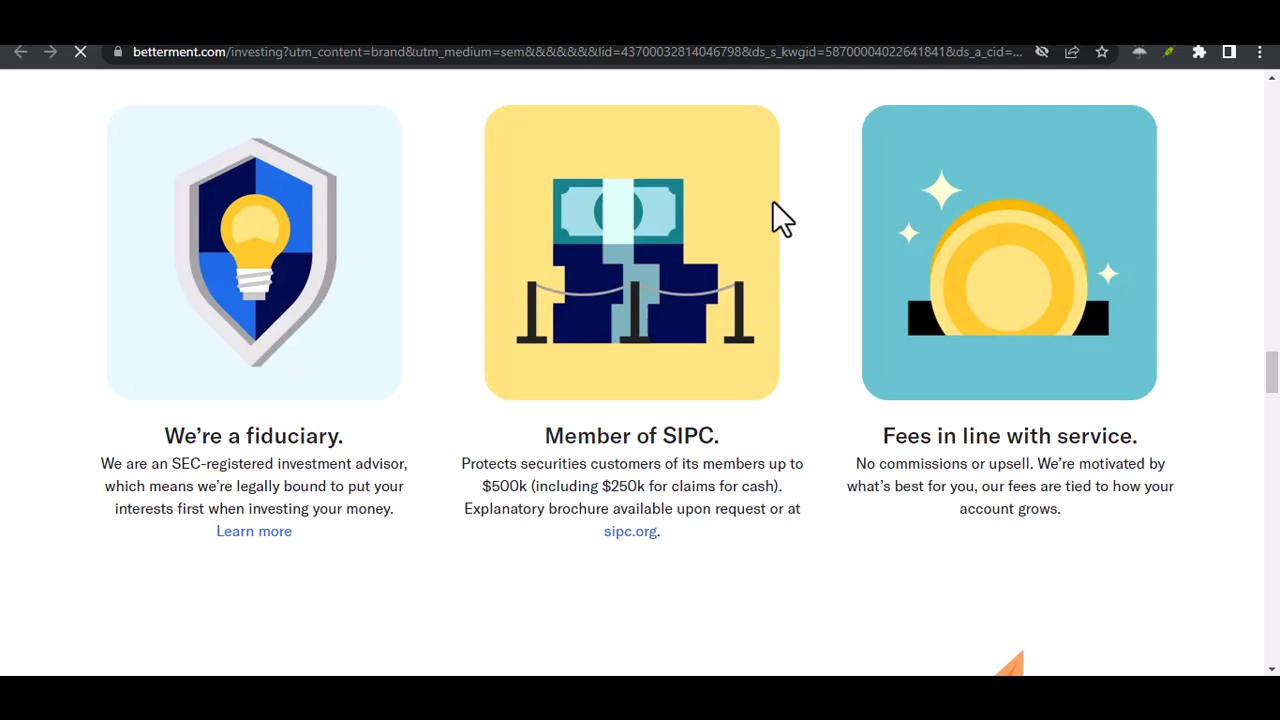 betterment.com/investing?utm_content=brand&utm_medium=sem&&&&&&&lid=43700032814046798&ds_s_kwgid=58700004022641841&ds_a_cid=...
We’re a fiduciary.
We are an SEC-registered investment advisor,
which means we’re legally bound to put your
interests first when investing your money.
Learn more
Member of SIPC.
Protects securities customers of its members up to
$500k (including $250k for claims for cash).
Explanatory brochure available upon request or at
sipc.org.
Fees in line with service.
No commissions or upsell. We’re motivated by
what’s best for you, our fees are tied to how your
account grows.